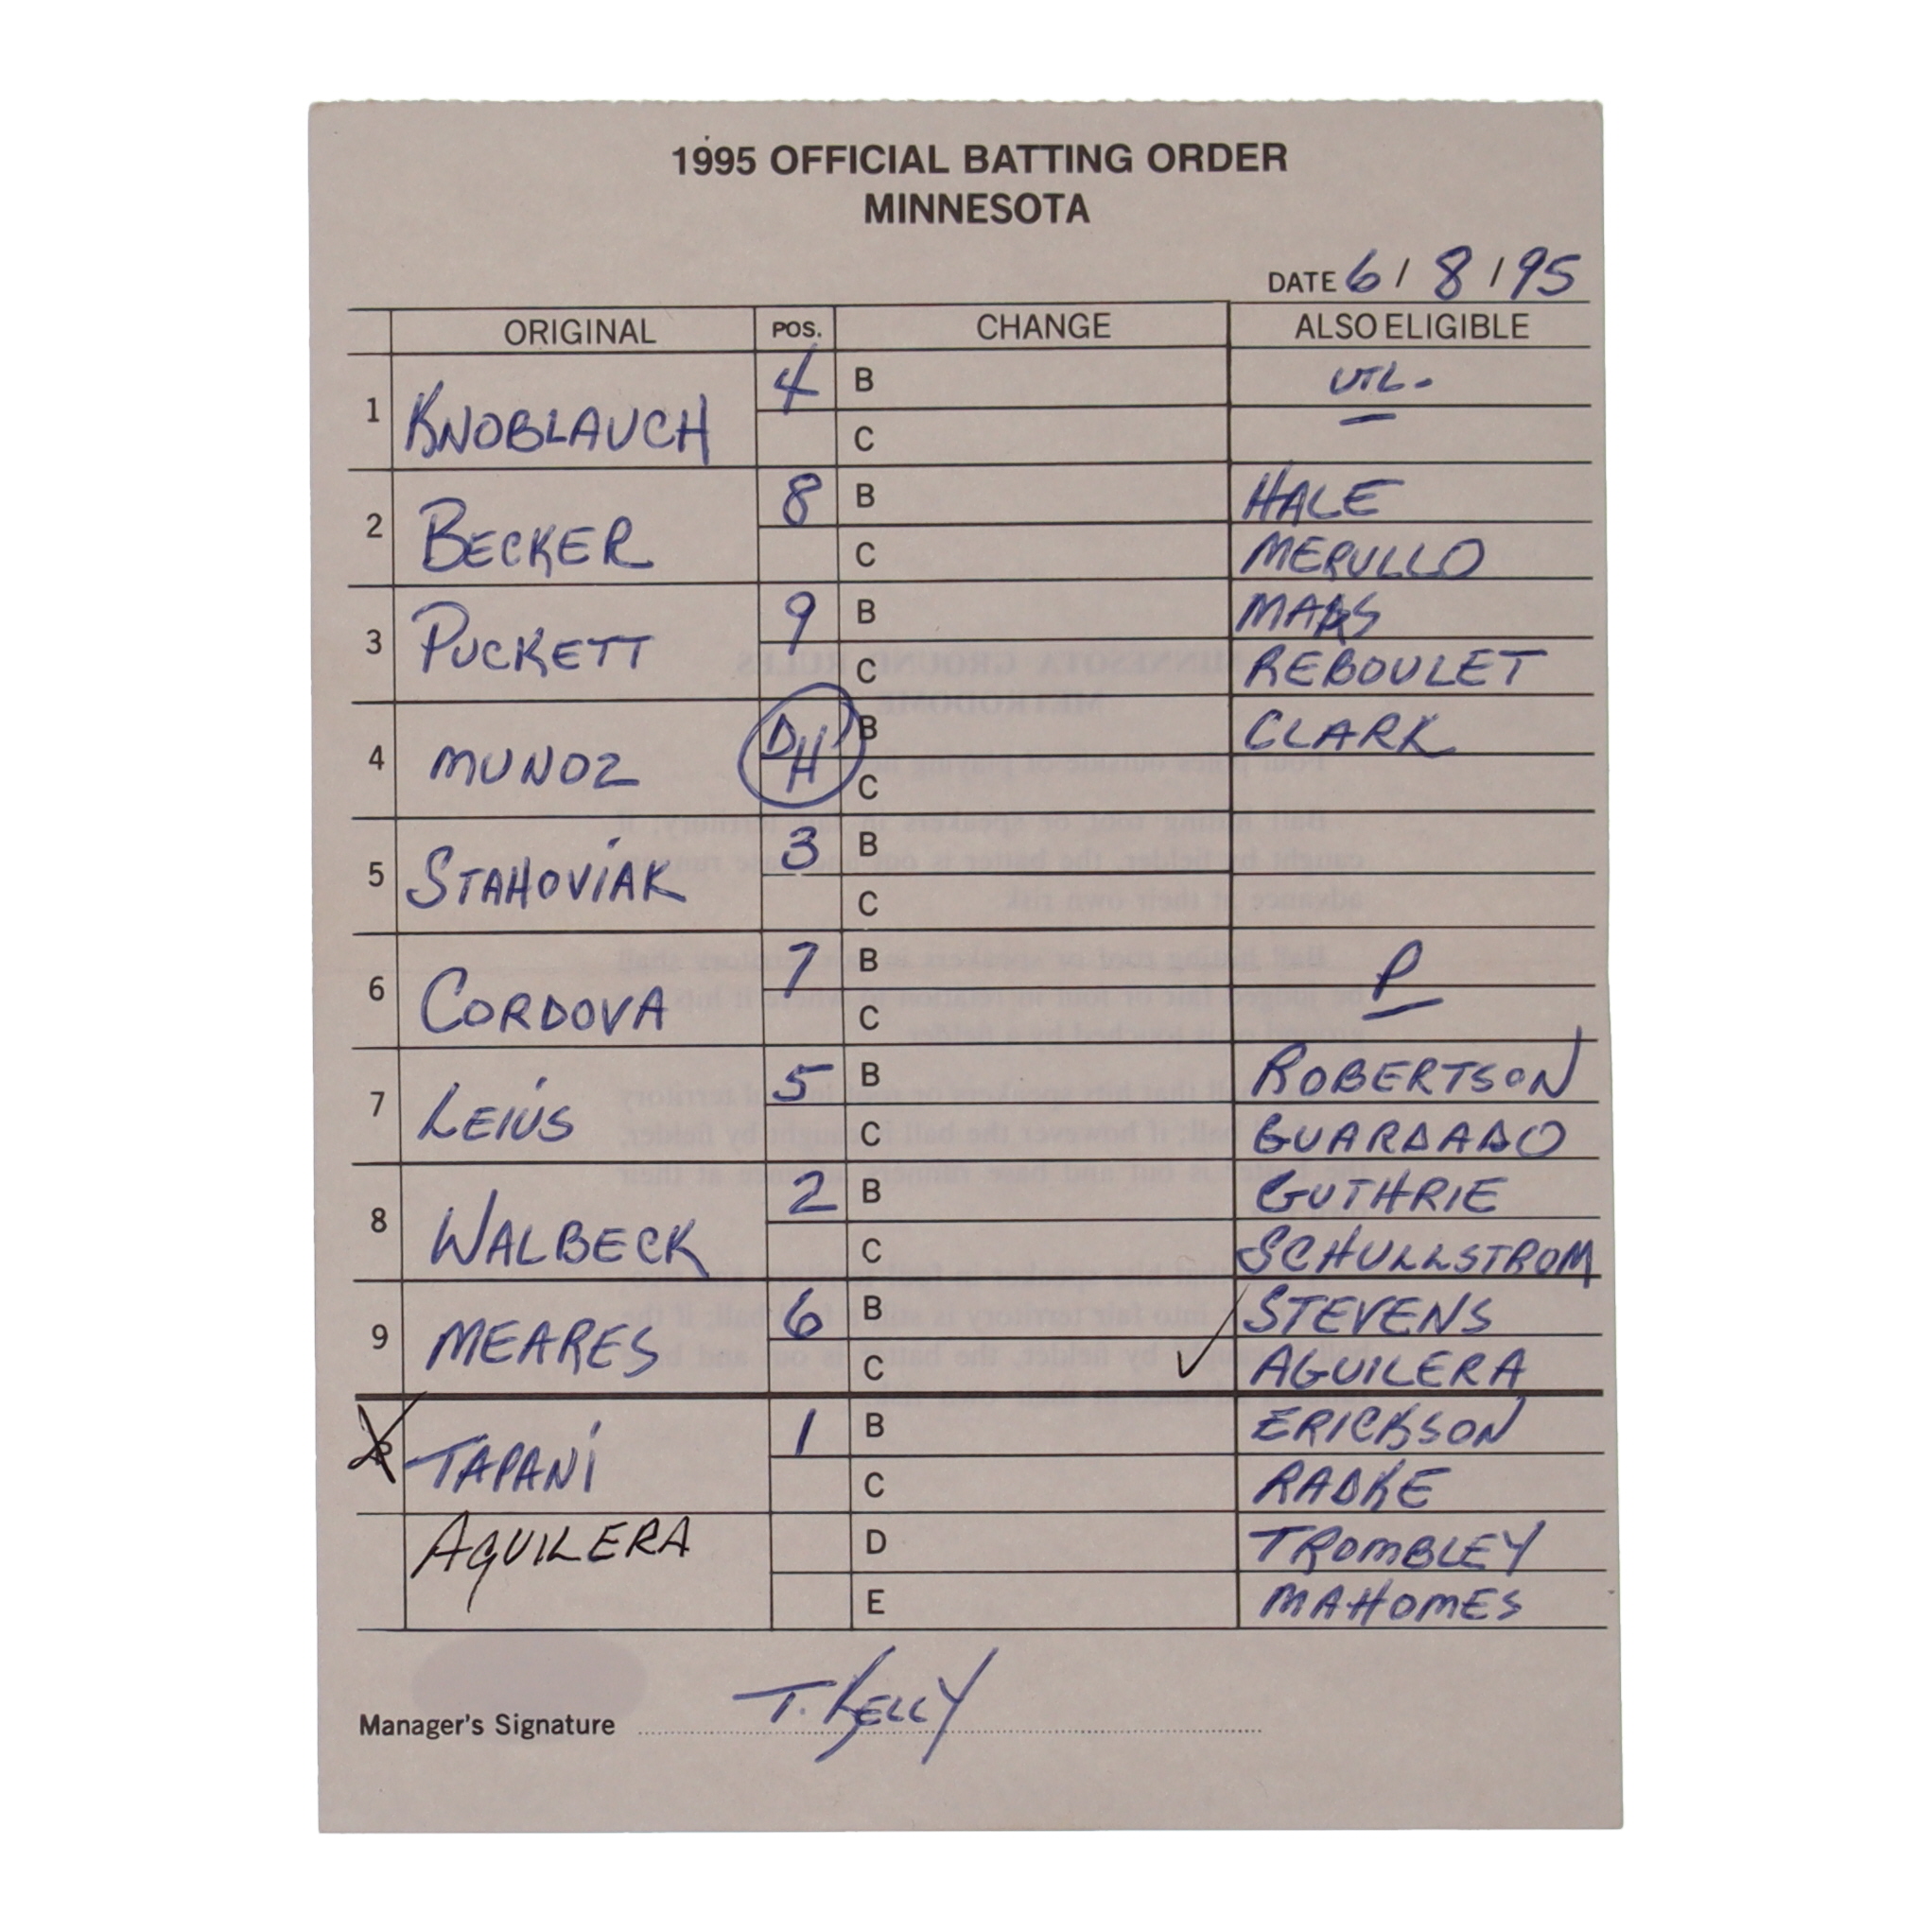 1995 OFFICIAL BATTING ORDER
MINNESOTA
DATE 6 / 8 / 95
ORIGINAL POS. CHANGE ALSO ELIGIBLE
1 KNOBLAUCH 4 B UTL.
C
2 BECKER 8 B HALE
C MERULLO
3 PUCKETT 9 B MAAS
C REBOULET
4 MUNOZ DH B CLARK
C
5 STAHOVIAK 3 B
C
6 CORDOVA 7 B P
C
7 LEIUS 5 B ROBERTSON
C GUARDADO
8 WALBECK 2 B GUTHRIE
C SCHULLSTROM
9 MEARES 6 B STEVENS
C AGUILERA
P TAPANI 1 B ERICKSON
C RADKE
AGUILERA D TROMBLEY
E MAHOMES
Manager's Signature T. KELLY